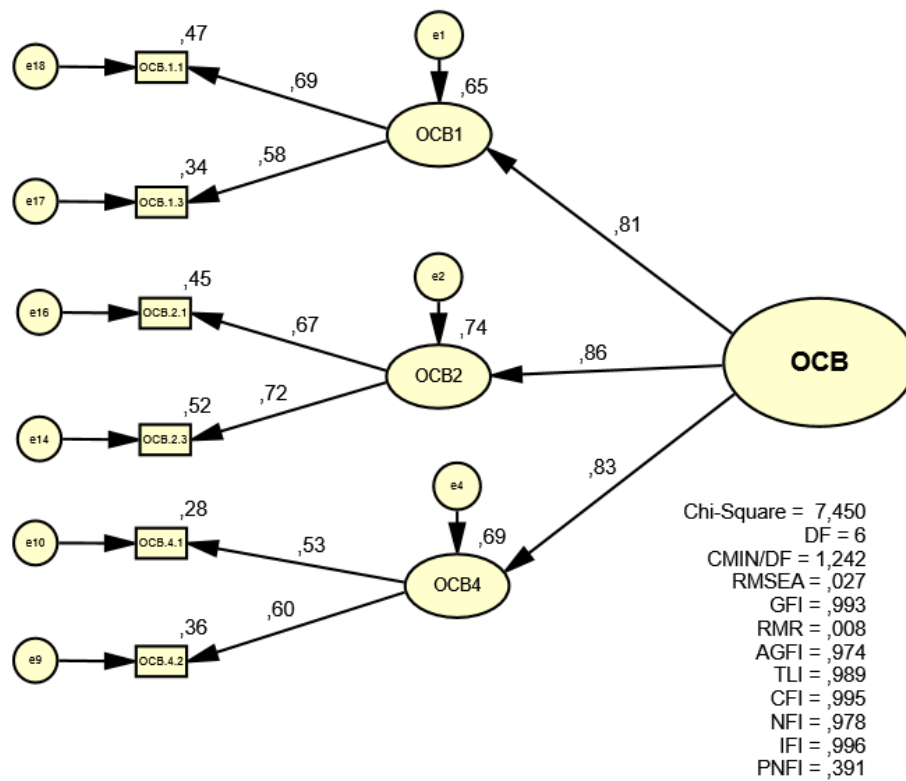 ,47
e1
e18
OCB.1.1
,69
,65
OCB1
,34
,58
e17
OCB.1.3
,81
,45
e2
e16
OCB.2.1
,67
,74
,86
OCB
OCB2
,52
,72
e14
OCB.2.3
,83
e4
,28
,69
e10
OCB.4.1
,53
OCB4
,36
,60
e9
OCB.4.2
Chi-Square = 7,450
DF = 6
CMIN/DF = 1,242
RMSEA = ,027
GFI = ,993
RMR = ,008
AGFI = ,974
TLI = ,989
CFI = ,995
NFI = ,978
IFI = ,996
PNFI = ,391